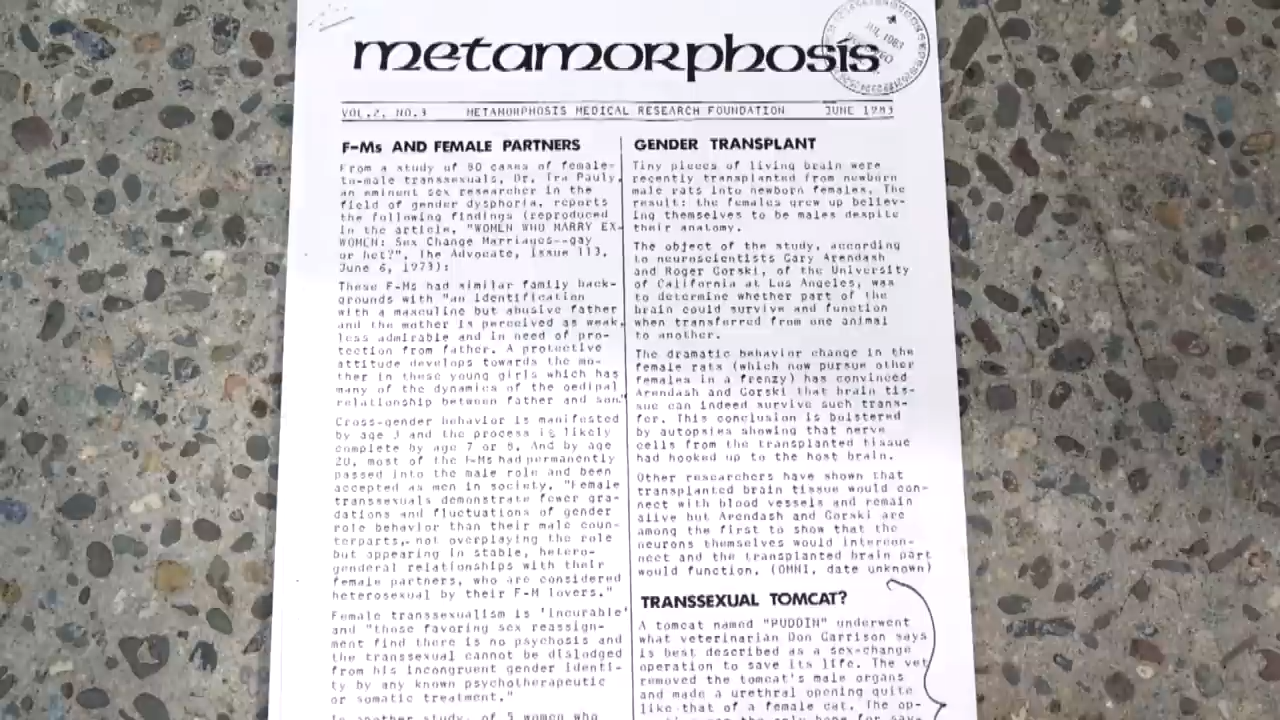 metamorphosis
JUL 1983
VOL.2, NO.3 METAMORPHOSIS MEDICAL RESEARCH FOUNDATION JUNE 1983
F-Ms AND FEMALE PARTNERS
From a study of 80 cases of female-
to-male transsexuals, Dr. Ira Pauly,
an eminent sex researcher in the
field of gender dysphoria, reports
the following findings (reproduced
in the article, "WOMEN WHO MARRY EX-
WOMEN: Sex Change Marriages--gay
or het?", The Advocate, issue 113,
June 6, 1973):
These F-Ms had similar family back-
grounds with "an identification
with a masculine but abusive father
and the mother is perceived as weak,
less admirable and in need of pro-
tection from father. A protective
attitude develops towards the mo-
ther in these young girls which has
many of the dynamics of the oedipal
relationship between father and son."
Cross-gender behavior is manifested
by age 3 and the process is likely
complete by age 7 or 8. And by age
20, most of the F-Ms had permanently
passed into the male role and been
accepted as men in society. "Female
transsexuals demonstrate fewer gra-
dations and fluctuations of gender
role behavior than their male coun-
terparts, not overplaying the role
but appearing in stable, hetero-
genderal relationships with their
female partners, who are considered
heterosexual by their F-M lovers."
Female transsexualism is 'incurable'
and "those favoring sex reassign-
ment find there is no psychosis and
the transsexual cannot be dislodged
from his incongruent gender identi-
ty by any known psychotherapeutic
or somatic treatment."
In another study, of 5 women who
GENDER TRANSPLANT
Tiny pieces of living brain were
recently transplanted from newborn
male rats into newborn females. The
result: the females grew up believ-
ing themselves to be males despite
their anatomy.
The object of the study, according
to neuroscientists Gary Arendash
and Roger Gorski, of the University
of California at Los Angeles, was
to determine whether part of the
brain could survive and function
when transferred from one animal
to another.
The dramatic behavior change in the
female rats (which now pursue other
females in a frenzy) has convinced
Arendash and Gorski that brain tis-
sue can indeed survive such trans-
fer. This conclusion is bolstered
by autopsies showing that nerve
cells from the transplanted tissue
had hooked up to the host brain.
Other researchers have shown that
transplanted brain tissue would con-
nect with blood vessels and remain
alive but Arendash and Gorski are
among the first to show that the
neurons themselves would intercon-
nect and the transplanted brain part
would function. (OMNI, date unknown)
TRANSSEXUAL TOMCAT?
A tomcat named "PUDDIN" underwent
what veterinarian Don Garrison says
is best described as a sex-change
operation to save its life. The vet
removed the tomcat's male organs
and made a urethral opening quite
like that of a female cat. The op-